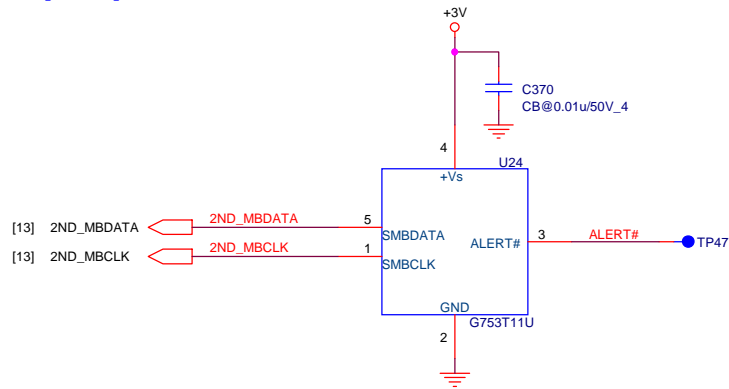 +3V
C370
CB@0.01u/50V_4
4
U24
+Vs
[13] 2ND_MBDATA 2ND_MBDATA 5
SMBDATA
[13] 2ND_MBCLK 2ND_MBCLK 1
SMBCLK
ALERT# 3 ALERT# TP47
GND
G753T11U
2